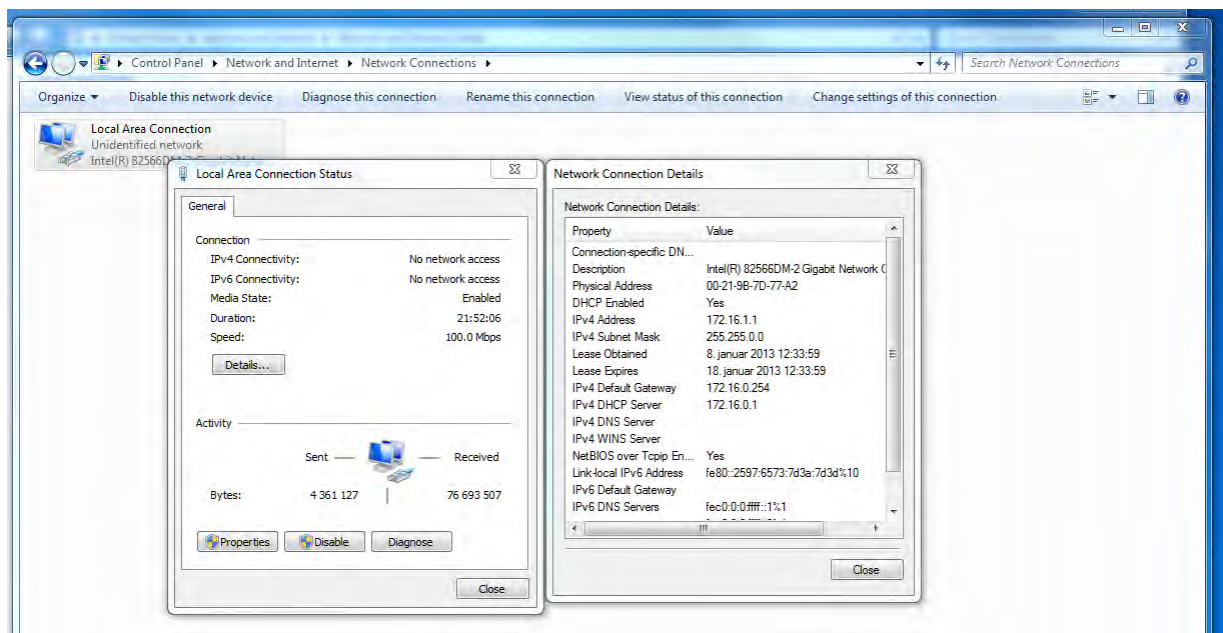 Control Panel ▸ Network and Internet ▸ Network Connections ▸
Search Network Connections
Organize Disable this network device Diagnose this connection Rename this connection View status of this connection Change settings of this connection
Local Area Connection
Unidentified network
Intel(R) 82566DM-2 Gigabit
Local Area Connection Status
General
Connection
IPv4 Connectivity: No network access
IPv6 Connectivity: No network access
Media State: Enabled
Duration: 21:52:06
Speed: 100.0 Mbps
Details...
Activity
Sent — — Received
Bytes: 4 361 127 | 76 693 507
Properties Disable Diagnose
Close
Network Connection Details
Network Connection Details:
Property Value
Connection-specific DN...
Description Intel(R) 82566DM-2 Gigabit Network C
Physical Address 00-21-9B-7D-77-A2
DHCP Enabled Yes
IPv4 Address 172.16.1.1
IPv4 Subnet Mask 255.255.0.0
Lease Obtained 8. januar 2013 12:33:59
Lease Expires 18. januar 2013 12:33:59
IPv4 Default Gateway 172.16.0.254
IPv4 DHCP Server 172.16.0.1
IPv4 DNS Server
IPv4 WINS Server
NetBIOS over Tcpip En... Yes
Link-local IPv6 Address fe80::2597:6573:7d3a:7d3d%10
IPv6 Default Gateway
IPv6 DNS Servers fec0:0:0:ffff::1%1
Close